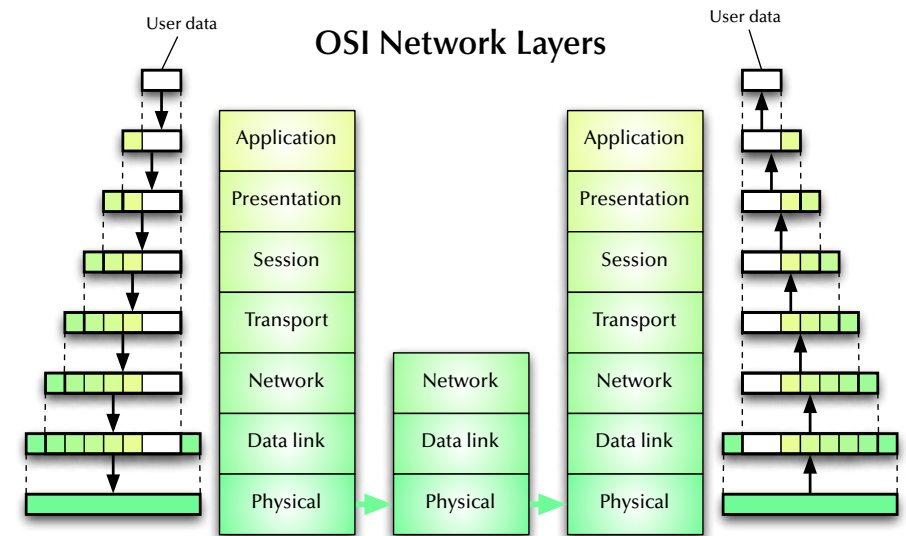 User data
OSI Network Layers
User data
Application
Presentation
Session
Transport
Network
Data link
Physical
Network
Data link
Physical
Application
Presentation
Session
Transport
Network
Data link
Physical